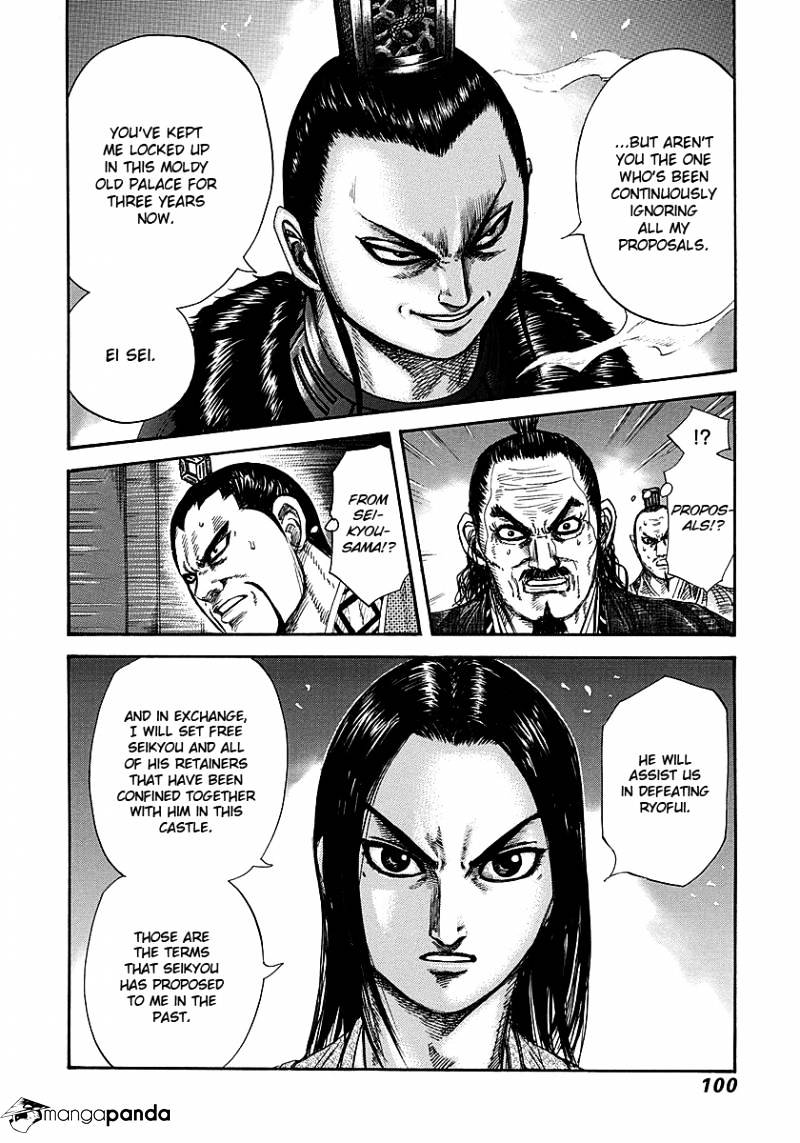 ...BUT AREN'T
YOU THE ONE
WHO'S BEEN
CONTINUOUSLY
IGNORING
ALL MY
PROPOSALS.
YOU'VE KEPT
ME LOCKED UP
IN THIS MOLDY
OLD PALACE FOR
THREE YEARS
NOW.
EI SEI.
!?
PROPOS-
ALS!?
FROM
SEI-
KYOU-
SAMA!?
HE WILL
ASSIST US
IN DEFEATING
RYOFUI.
AND IN EXCHANGE,
I WILL SET FREE
SEIKYOU AND ALL
OF HIS RETAINERS
THAT HAVE BEEN
CONFINED TOGETHER
WITH HIM IN THIS
CASTLE.
THOSE ARE
THE TERMS
THAT SEIKYOU
HAS PROPOSED
TO ME IN THE
PAST.
100
mangapanda